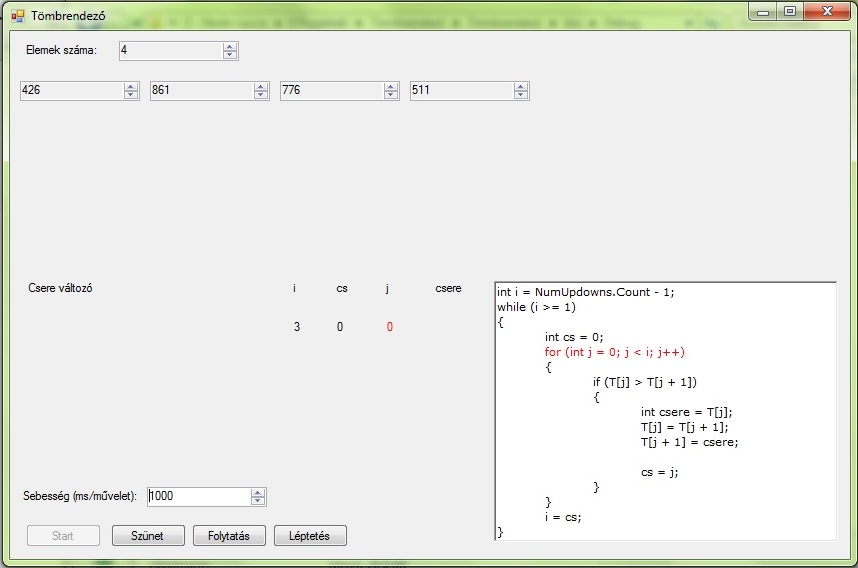 Tömbrendező
Elemek száma: 4
426 861 776 511
Csere változó i cs j csere
3 0 0
int i = NumUpdowns.Count - 1;
while (i >= 1)
{
int cs = 0;
for (int j = 0; j < i; j++)
{
if (T[j] > T[j + 1])
{
int csere = T[j];
T[j] = T[j + 1];
T[j + 1] = csere;
cs = j;
}
}
i = cs;
}
Sebesség (ms/művelet): 1000
Start Szünet Folytatás Léptetés